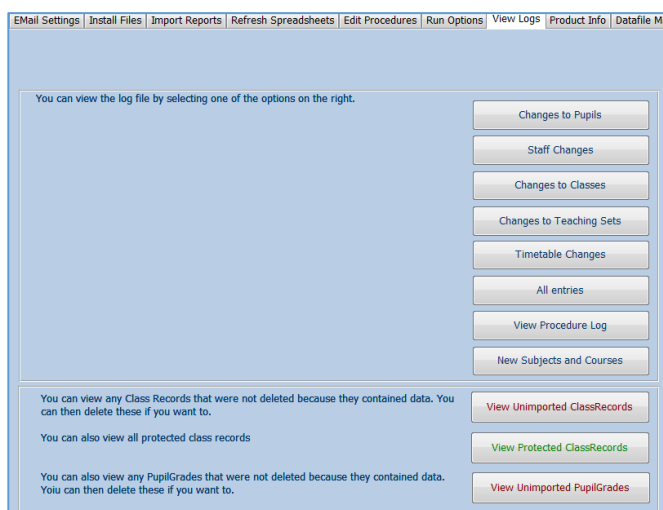 EMail Settings Install Files Import Reports Refresh Spreadsheets Edit Procedures Run Options View Logs Product Info Datafile M
You can view the log file by selecting one of the options on the right.
Changes to Pupils
Staff Changes
Changes to Classes
Changes to Teaching Sets
Timetable Changes
All entries
View Procedure Log
New Subjects and Courses
You can view any Class Records that were not deleted because they contained data. You
can then delete these if you want to.
View Unimported ClassRecords
You can also view all protected class records
View Protected ClassRecords
You can also view any PupilGrades that were not deleted because they contained data.
Yoiu can then delete these if you want to.
View Unimported PupilGrades